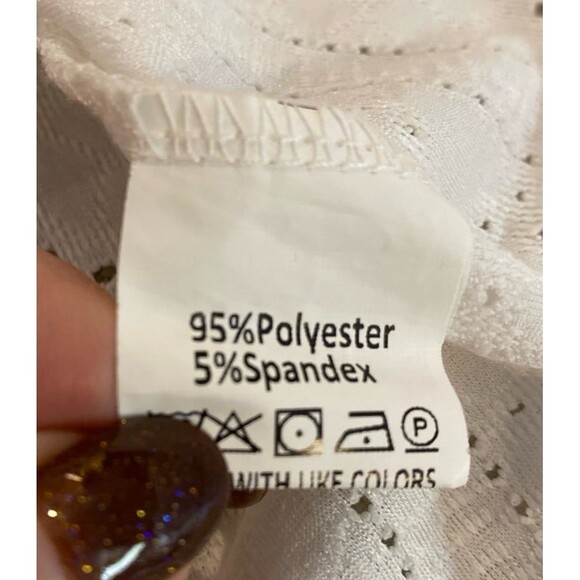 95%Polyester
5%Spandex
P
WITH LIKE COLORS